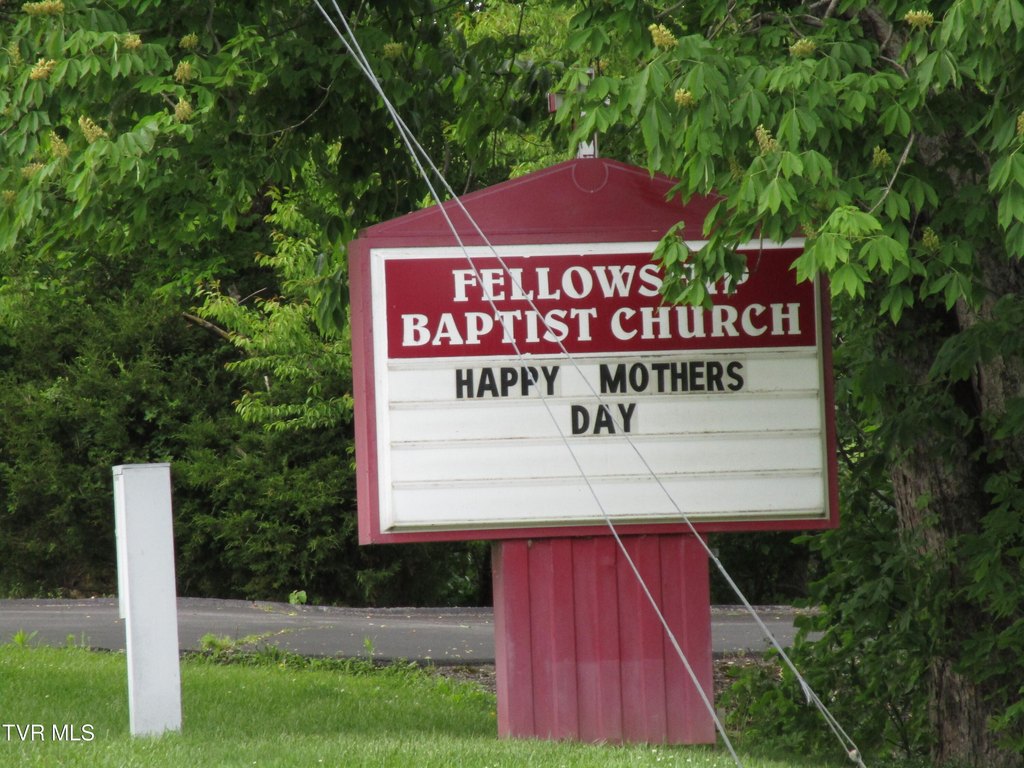 FELLOWSHIP
BAPTIST CHURCH
HAPPY MOTHERS
DAY
TVR MLS